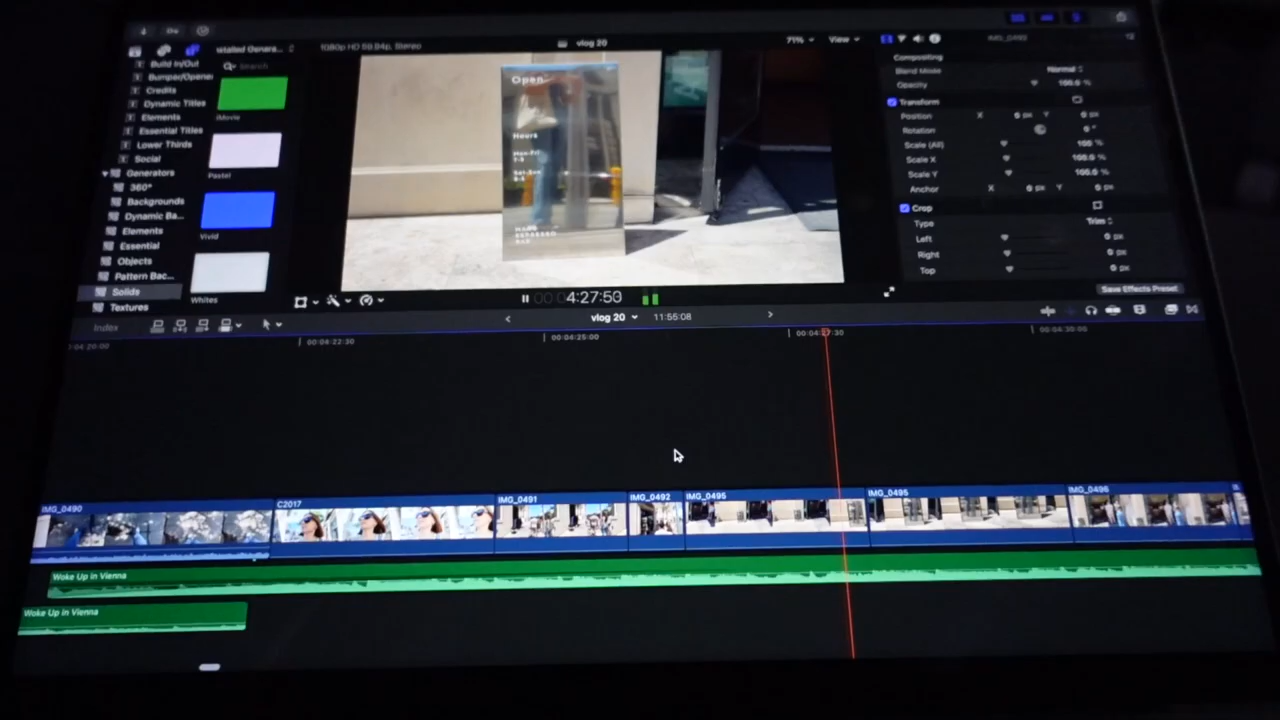 1080p HD 59.94p, Stereo
vlog 20
71%
View
Build In/Out
Search
Bumper/Opener
Credits
Dynamic Titles
Elements
Essential Titles
Lower Thirds
Social
Generators
360°
Backgrounds
Dynamic Ba...
Elements
Essential
Objects
Pattern Bac...
Solids
Textures
iMovie
Pastel
Vivid
Whites
Open
Hours
Mon-Fri
Compositing
Blend Mode
Normal
Opacity
100.0 %
Transform
Position X 0 px Y 0 px
Rotation 0 °
Scale (All) 100 %
Scale X 100.0 %
Scale Y 100.0 %
Anchor X 0 px Y 0 px
Crop
Type Trim
Left 0 px
Right 0 px
Top 0 px
Save Effects Preset
00:04:27:50
Index
vlog 20
11:55:08
00:04:22:30
00:04:25:00
00:04:27:30
00:04:30:00
IMG_0490
C2017
IMG_0491
IMG_0492
IMG_0495
IMG_0495
IMG_0496
Woke Up in Vienna
Woke Up in Vienna